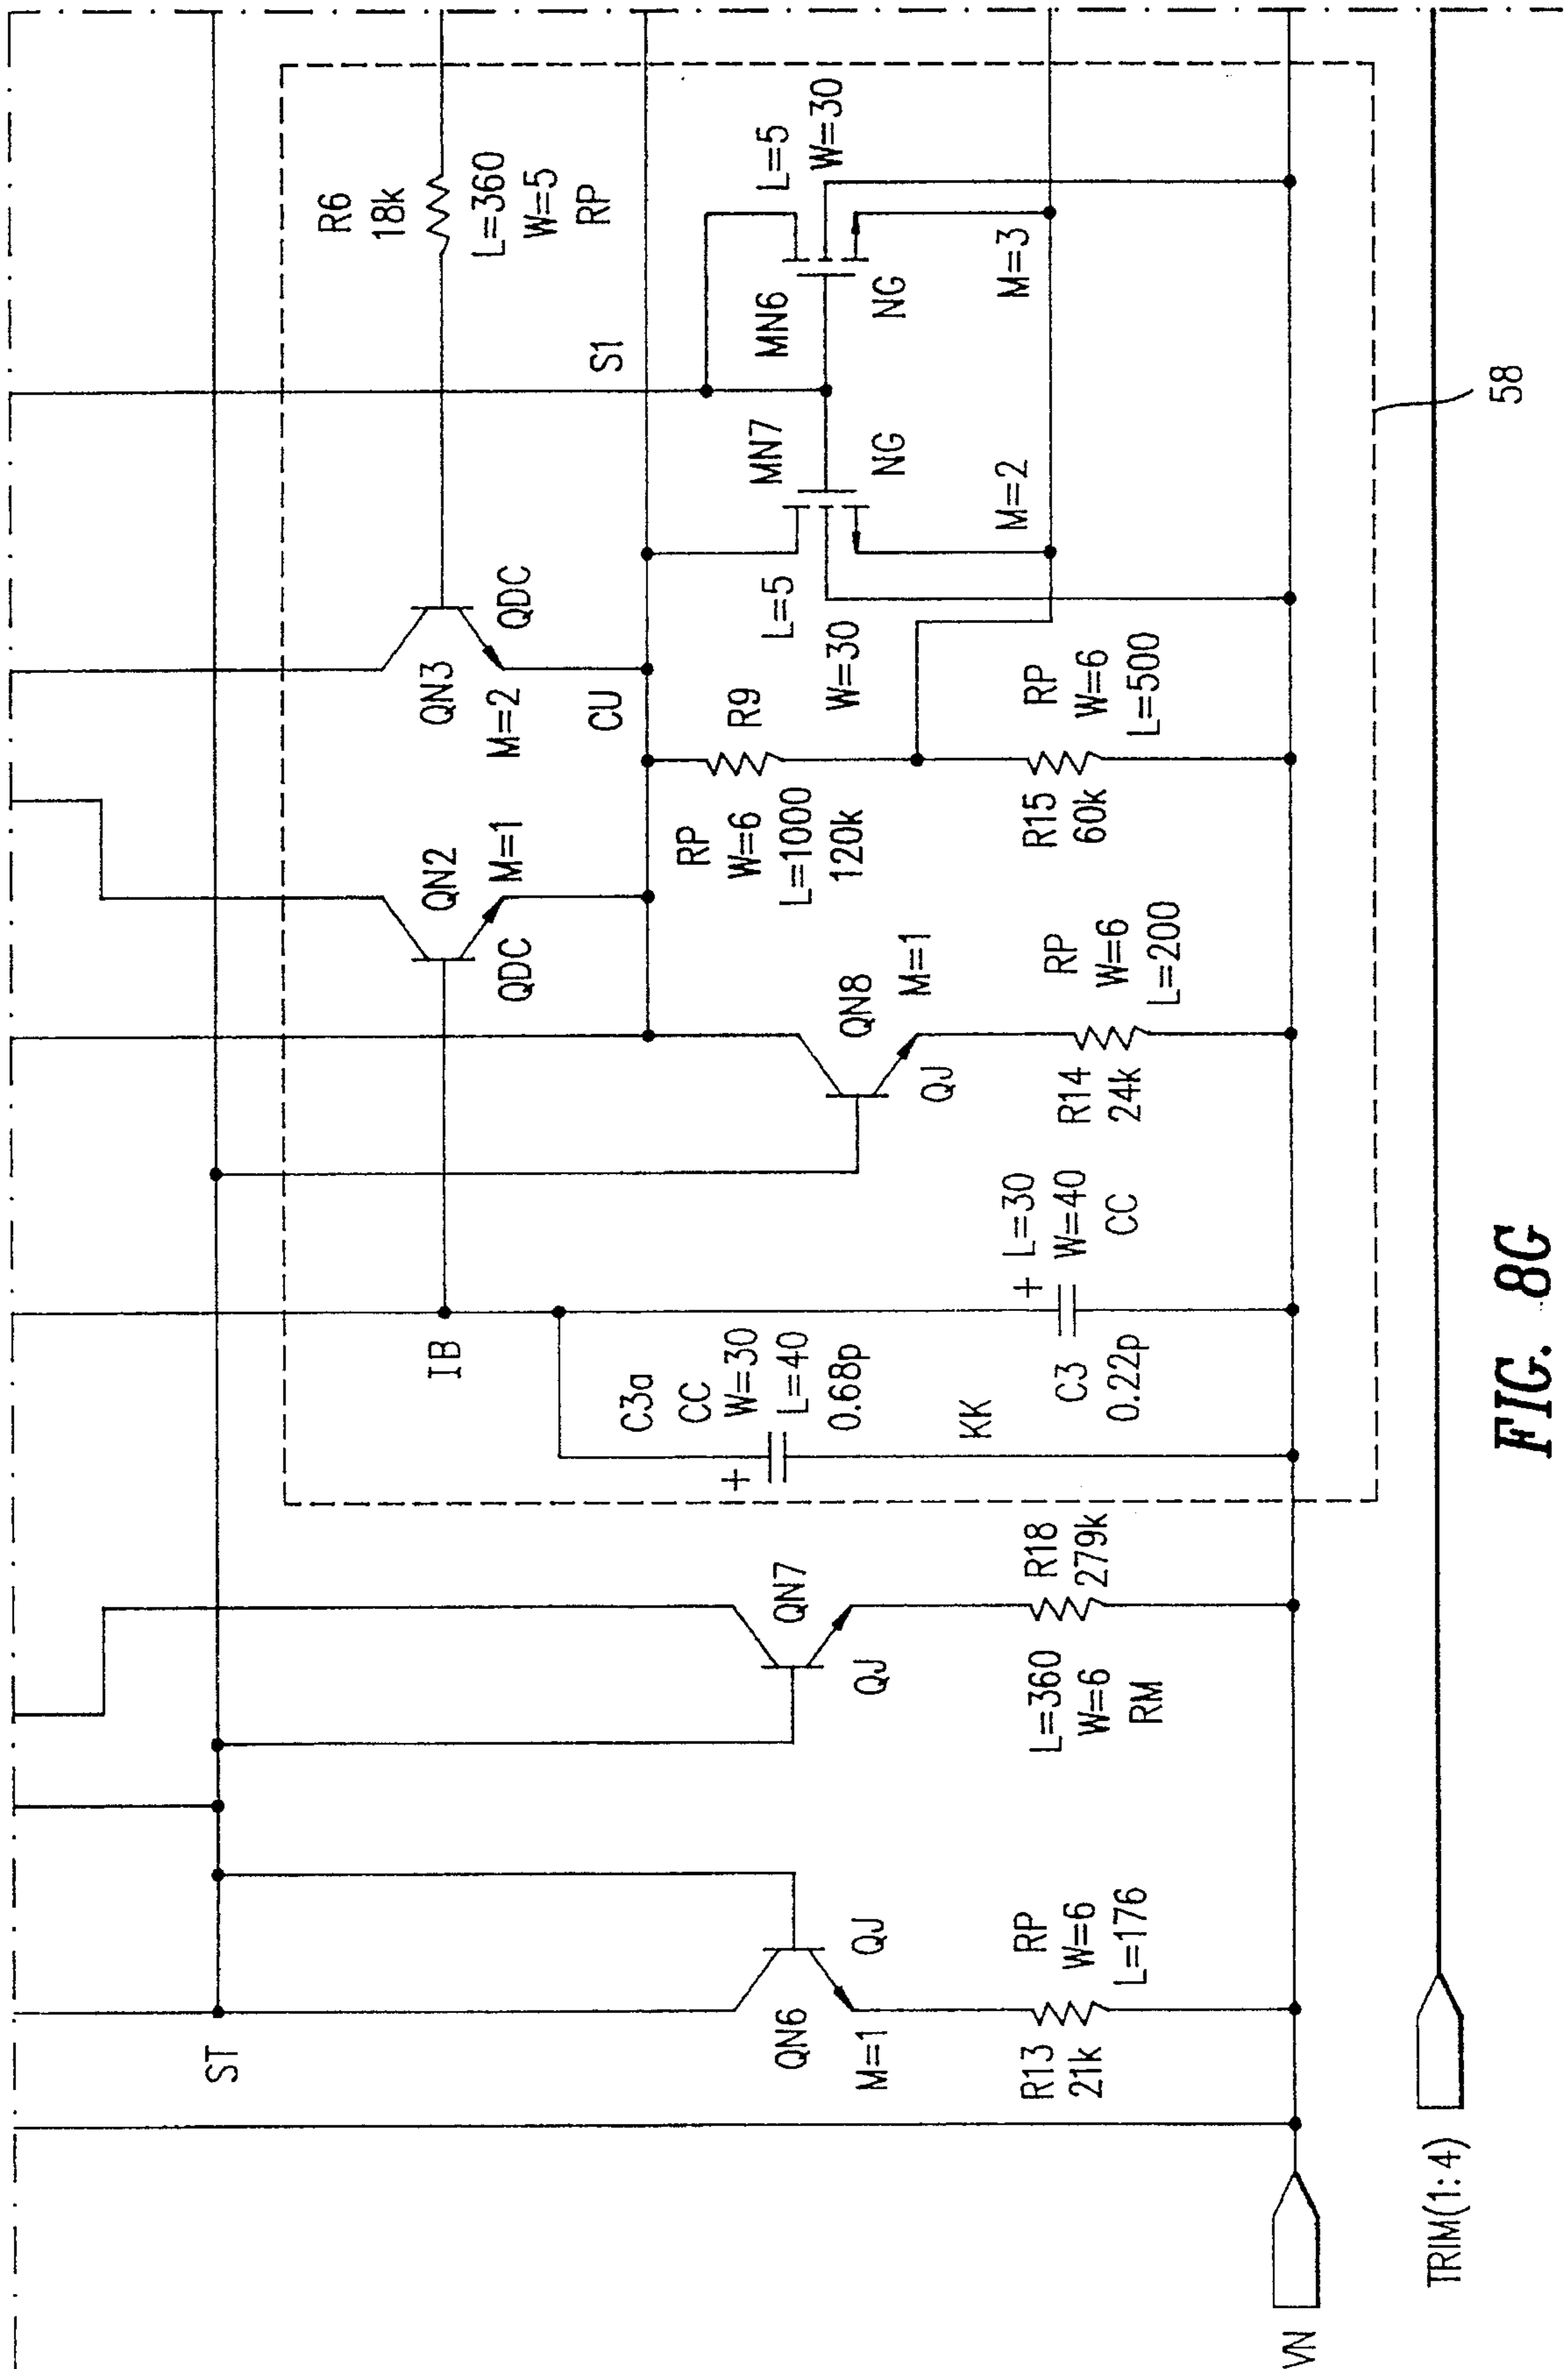 R6
18k
L=360
W=5
RP
S1
L=5
W=30
MN6
NG
M=3
MN7
NG
M=2
L=5
W=30
QDC
QN3
M=2
CU
R9
RP
W=6
L=1000
120k
RP
W=6
L=500
R15
60k
QN2
M=1
QDC
QN8
M=1
QJ
RP
W=6
L=200
R14
24k
IB
C3a
CC
W=30
L=40
0.68p
+
KK
+
L=30
W=40
CC
C3
0.22p
QN7
QJ
R18
279k
L=360
W=6
RM
ST
QN6
M=1
QJ
RP
W=6
L=176
R13
21k
VN
TRIM(1:4)
58
FIG. 8G